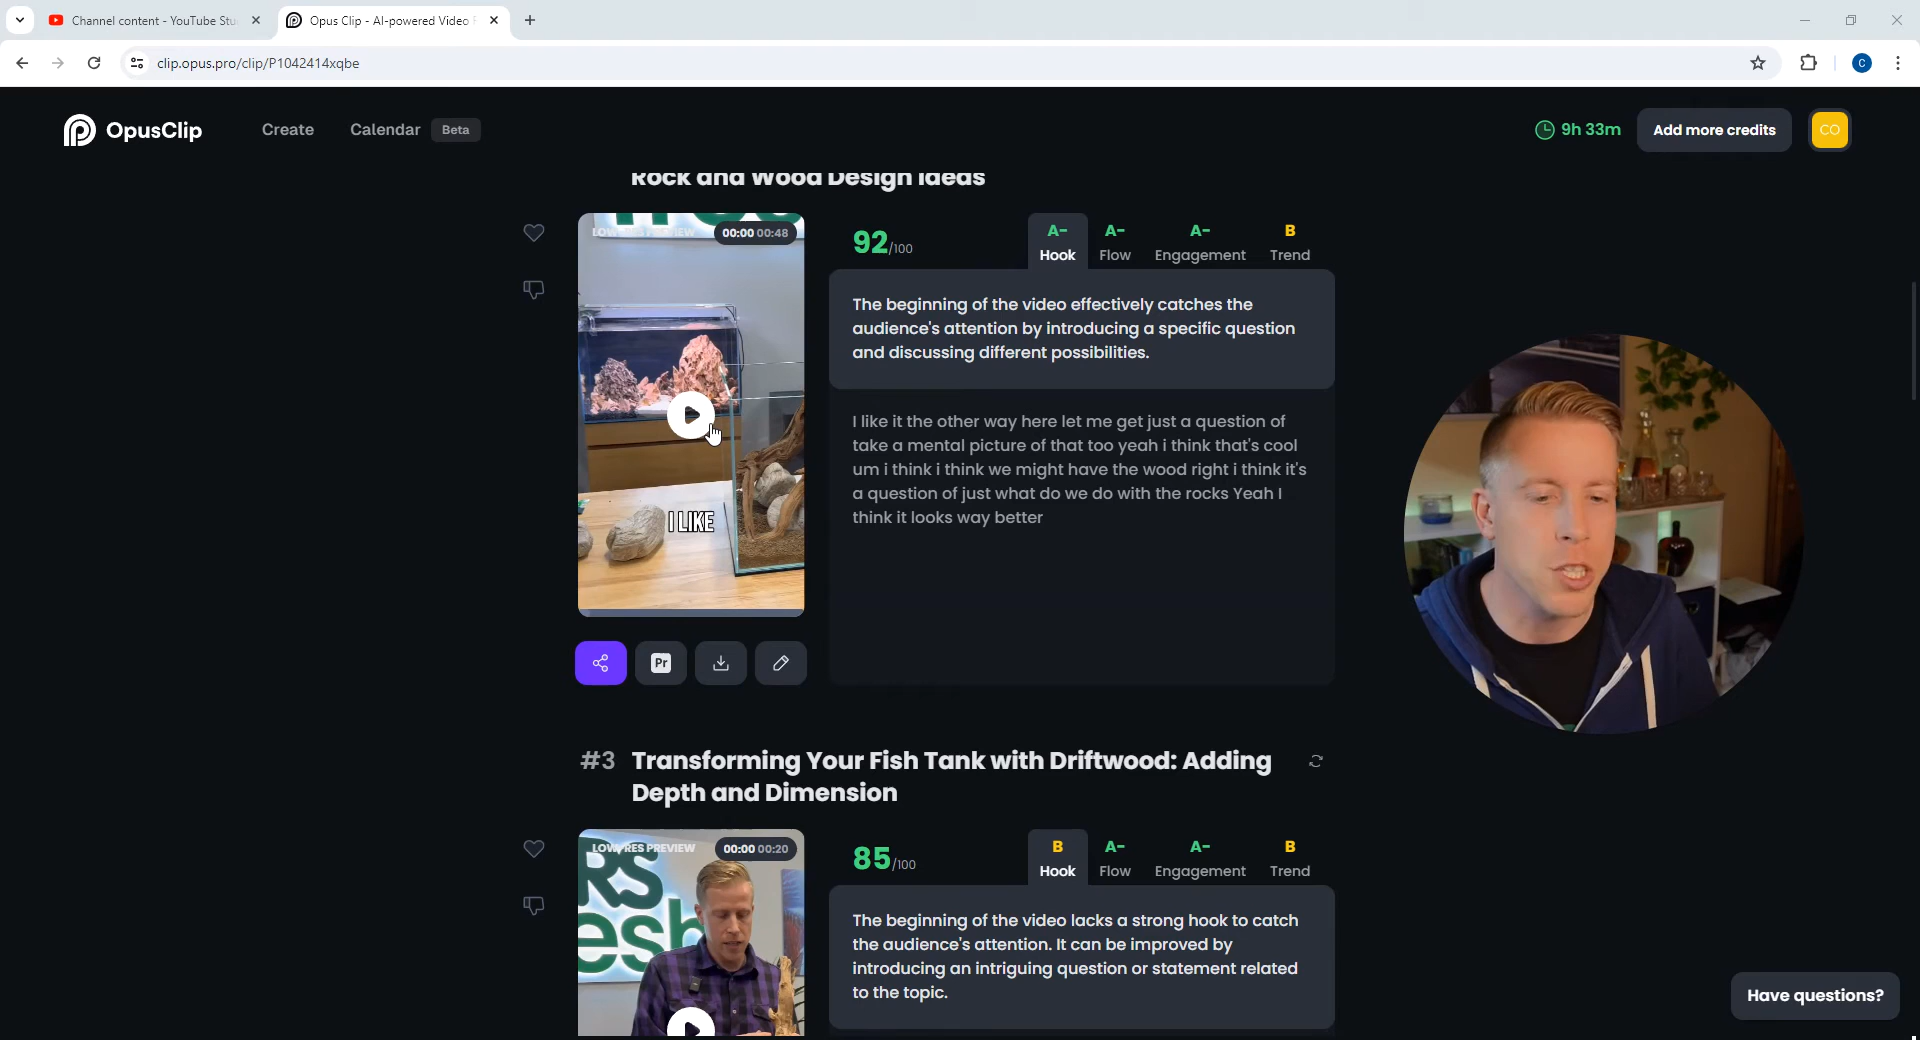 Channel content - YouTube Stu
Opus Clip - AI-powered Video
clip.opus.pro/clip/P1042414xqbe
C
OpusClip
Create
Calendar
Beta
9h 33m
Add more credits
CO
Rock and Wood Design Ideas
LOW-RES PREVIEW
00:00 00:48
I LIKE
Pr
92/100
A-
Hook
A-
Flow
A-
Engagement
B
Trend
The beginning of the video effectively catches the
audience's attention by introducing a specific question
and discussing different possibilities.
I like it the other way here let me get just a question of
take a mental picture of that too yeah i think that's cool
um i think i think we might have the wood right i think it's
a question of just what do we do with the rocks Yeah I
think it looks way better
#3 Transforming Your Fish Tank with Driftwood: Adding
Depth and Dimension
LOW-RES PREVIEW
00:00 00:20
RS
esh
85/100
B
Hook
A-
Flow
A-
Engagement
B
Trend
The beginning of the video lacks a strong hook to catch
the audience's attention. It can be improved by
introducing an intriguing question or statement related
to the topic.
Have questions?